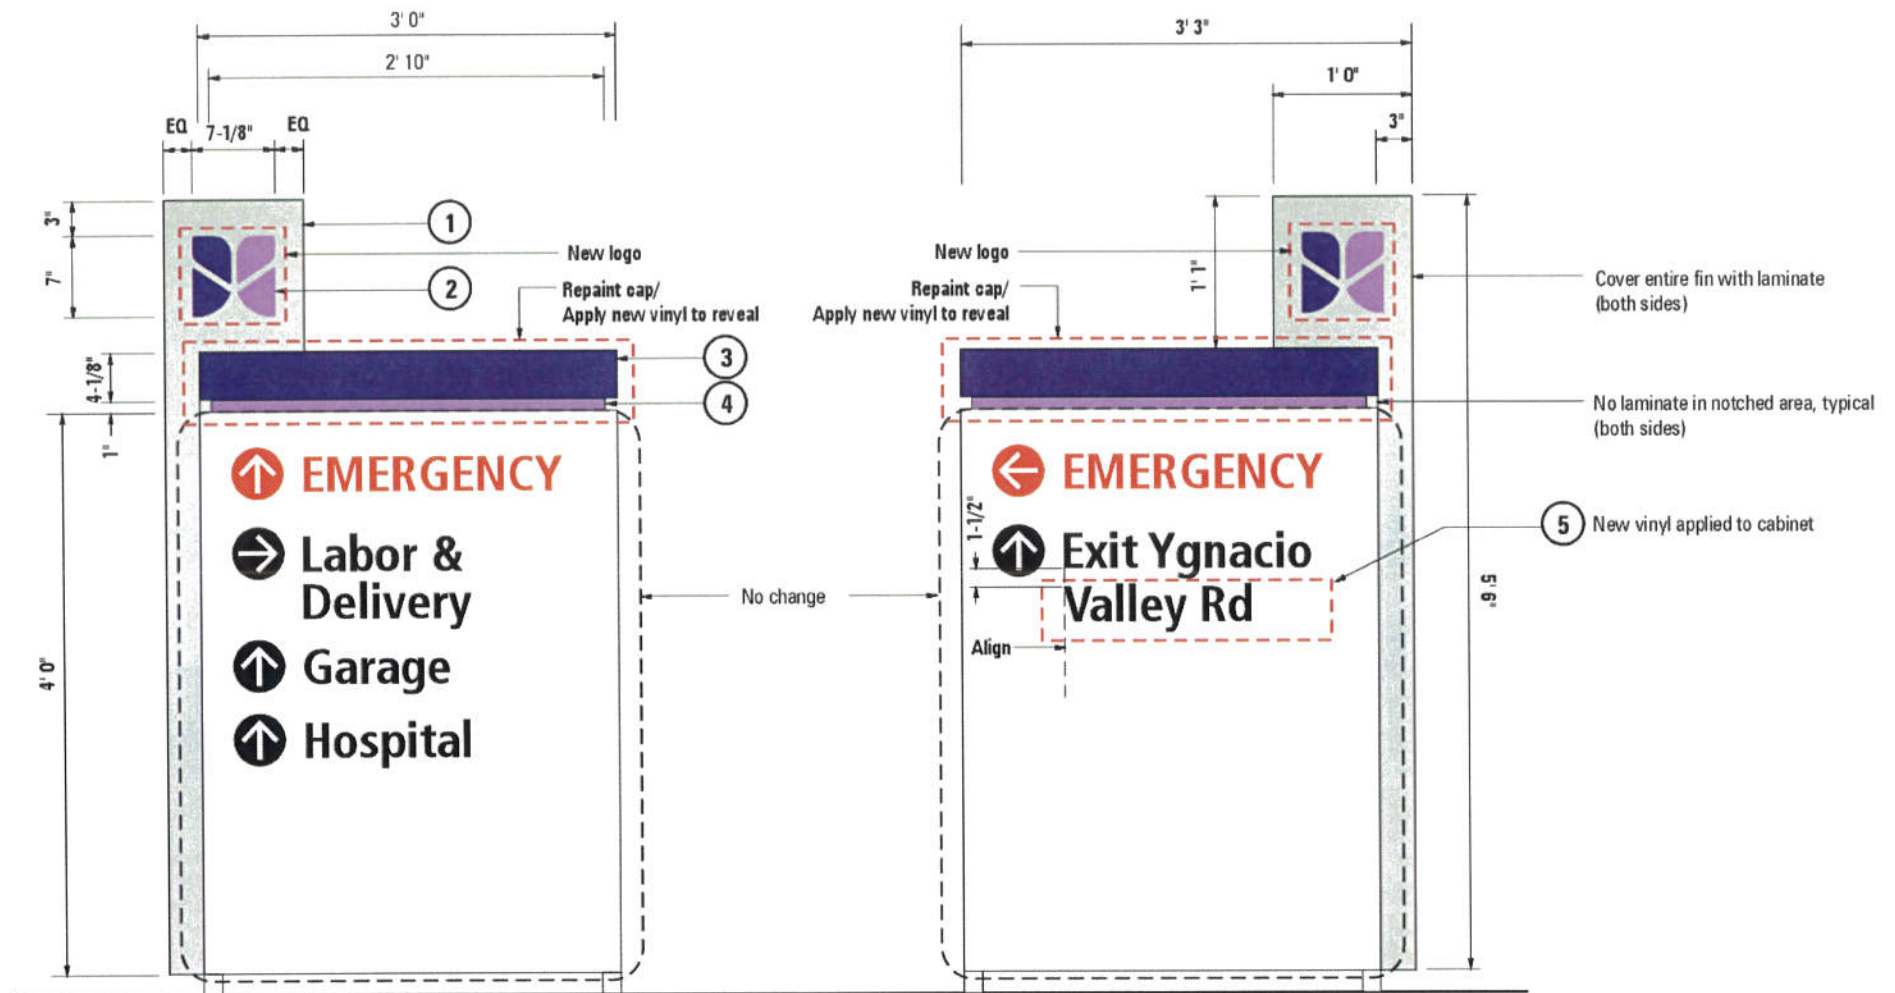 3' 0"
2' 10"
EQ 7-1/8" EQ
3"
7"
4-1/8"
1"
4' 0"
1
2
New logo
Repaint cap/
Apply new vinyl to reveal
3
4
EMERGENCY
Labor &
Delivery
Garage
Hospital
No change
3' 3"
1' 0"
3"
1' 1"
New logo
Repaint cap/
Apply new vinyl to reveal
Cover entire fin with laminate
(both sides)
No laminate in notched area, typical
(both sides)
EMERGENCY
1-1/2"
Exit Ygnacio
Valley Rd
Align
5 New vinyl applied to cabinet
5' 6"